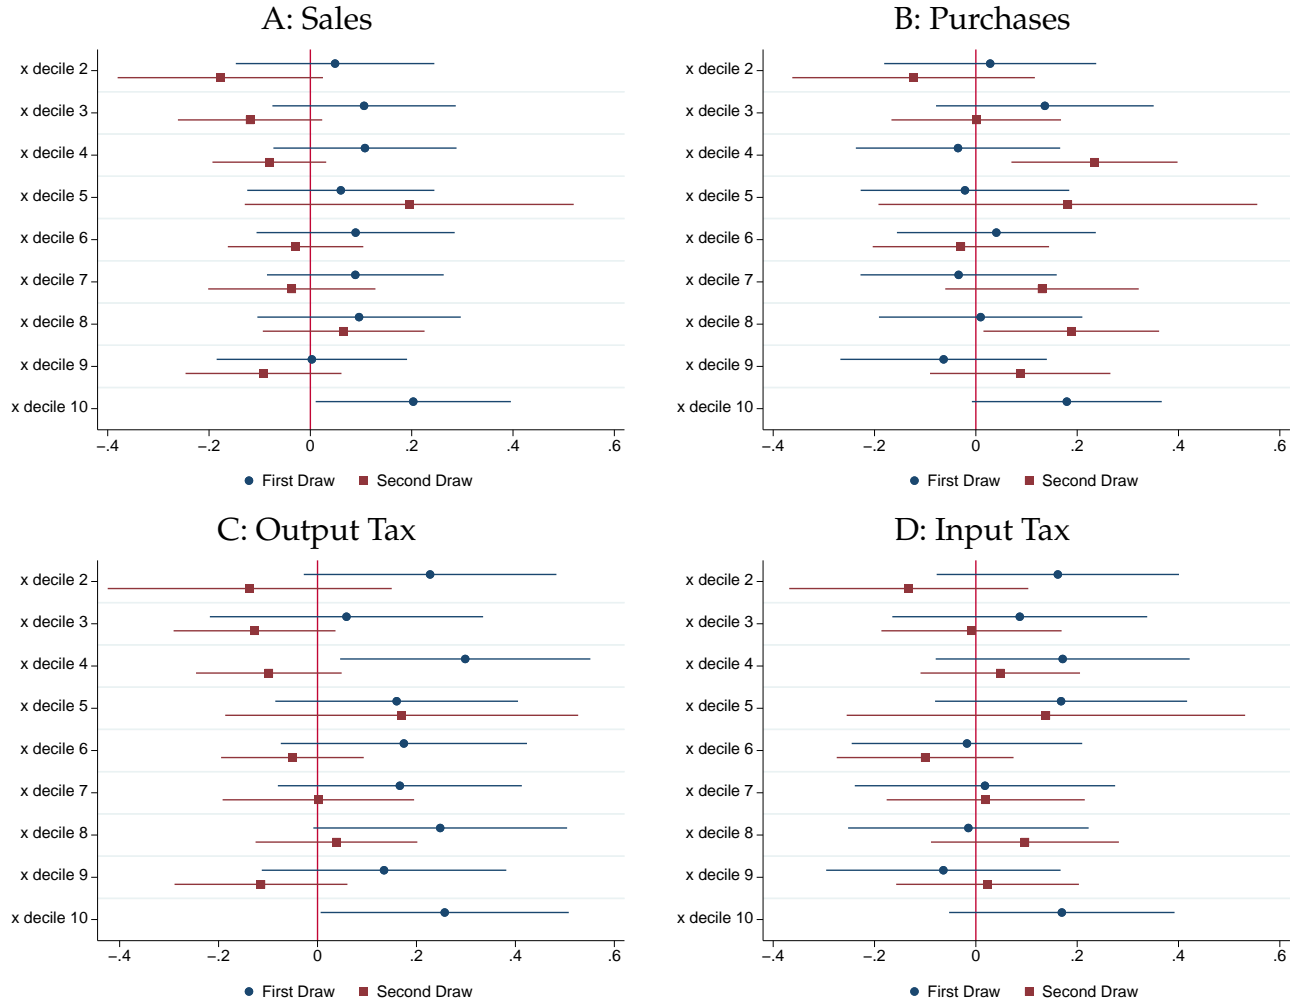 A: Sales
x decile 2
x decile 3
x decile 4
x decile 5
x decile 6
x decile 7
x decile 8
x decile 9
x decile 10
−.4 −.2 0 .2 .4 .6
First Draw Second Draw
B: Purchases
x decile 2
x decile 3
x decile 4
x decile 5
x decile 6
x decile 7
x decile 8
x decile 9
x decile 10
−.4 −.2 0 .2 .4 .6
First Draw Second Draw
C: Output Tax
x decile 2
x decile 3
x decile 4
x decile 5
x decile 6
x decile 7
x decile 8
x decile 9
x decile 10
−.4 −.2 0 .2 .4 .6
First Draw Second Draw
D: Input Tax
x decile 2
x decile 3
x decile 4
x decile 5
x decile 6
x decile 7
x decile 8
x decile 9
x decile 10
−.4 −.2 0 .2 .4 .6
First Draw Second Draw